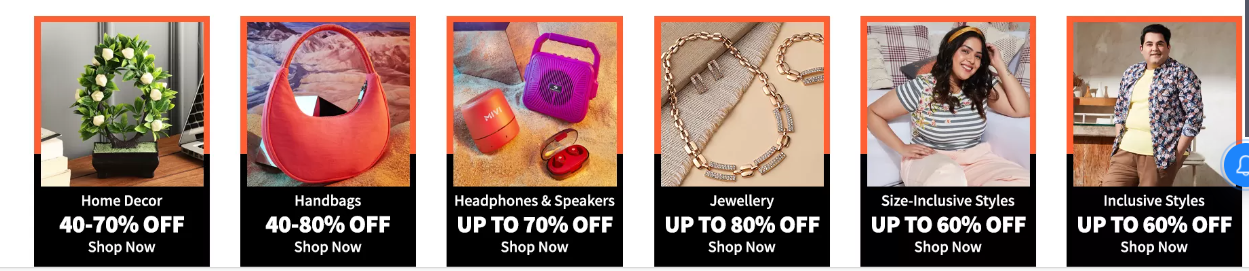 MIVI
Home Decor
40-70% OFF
Shop Now
Handbags
40-80% OFF
Shop Now
Headphones & Speakers
UP TO 70% OFF
Shop Now
Jewellery
UP TO 80% OFF
Shop Now
Size-Inclusive Styles
UP TO 60% OFF
Shop Now
Inclusive Styles
UP TO 60% OFF
Shop Now